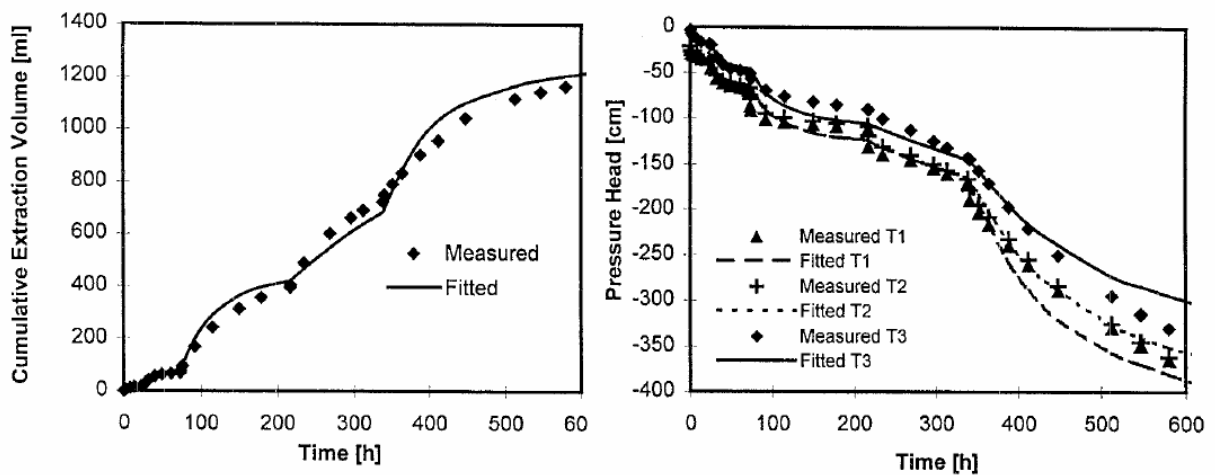 Cumulative Extraction Volume [ml]
1400
1200
1000
800
600
400
200
0
Measured
Fitted
0
100
200
300
400
500
60
Time [h]
Pressure Head [cm]
0
-50
-100
-150
-200
-250
-300
-350
-400
Measured T1
Fitted T1
Measured T2
Fitted T2
Measured T3
Fitted T3
0
100
200
300
400
500
600
Time [h]